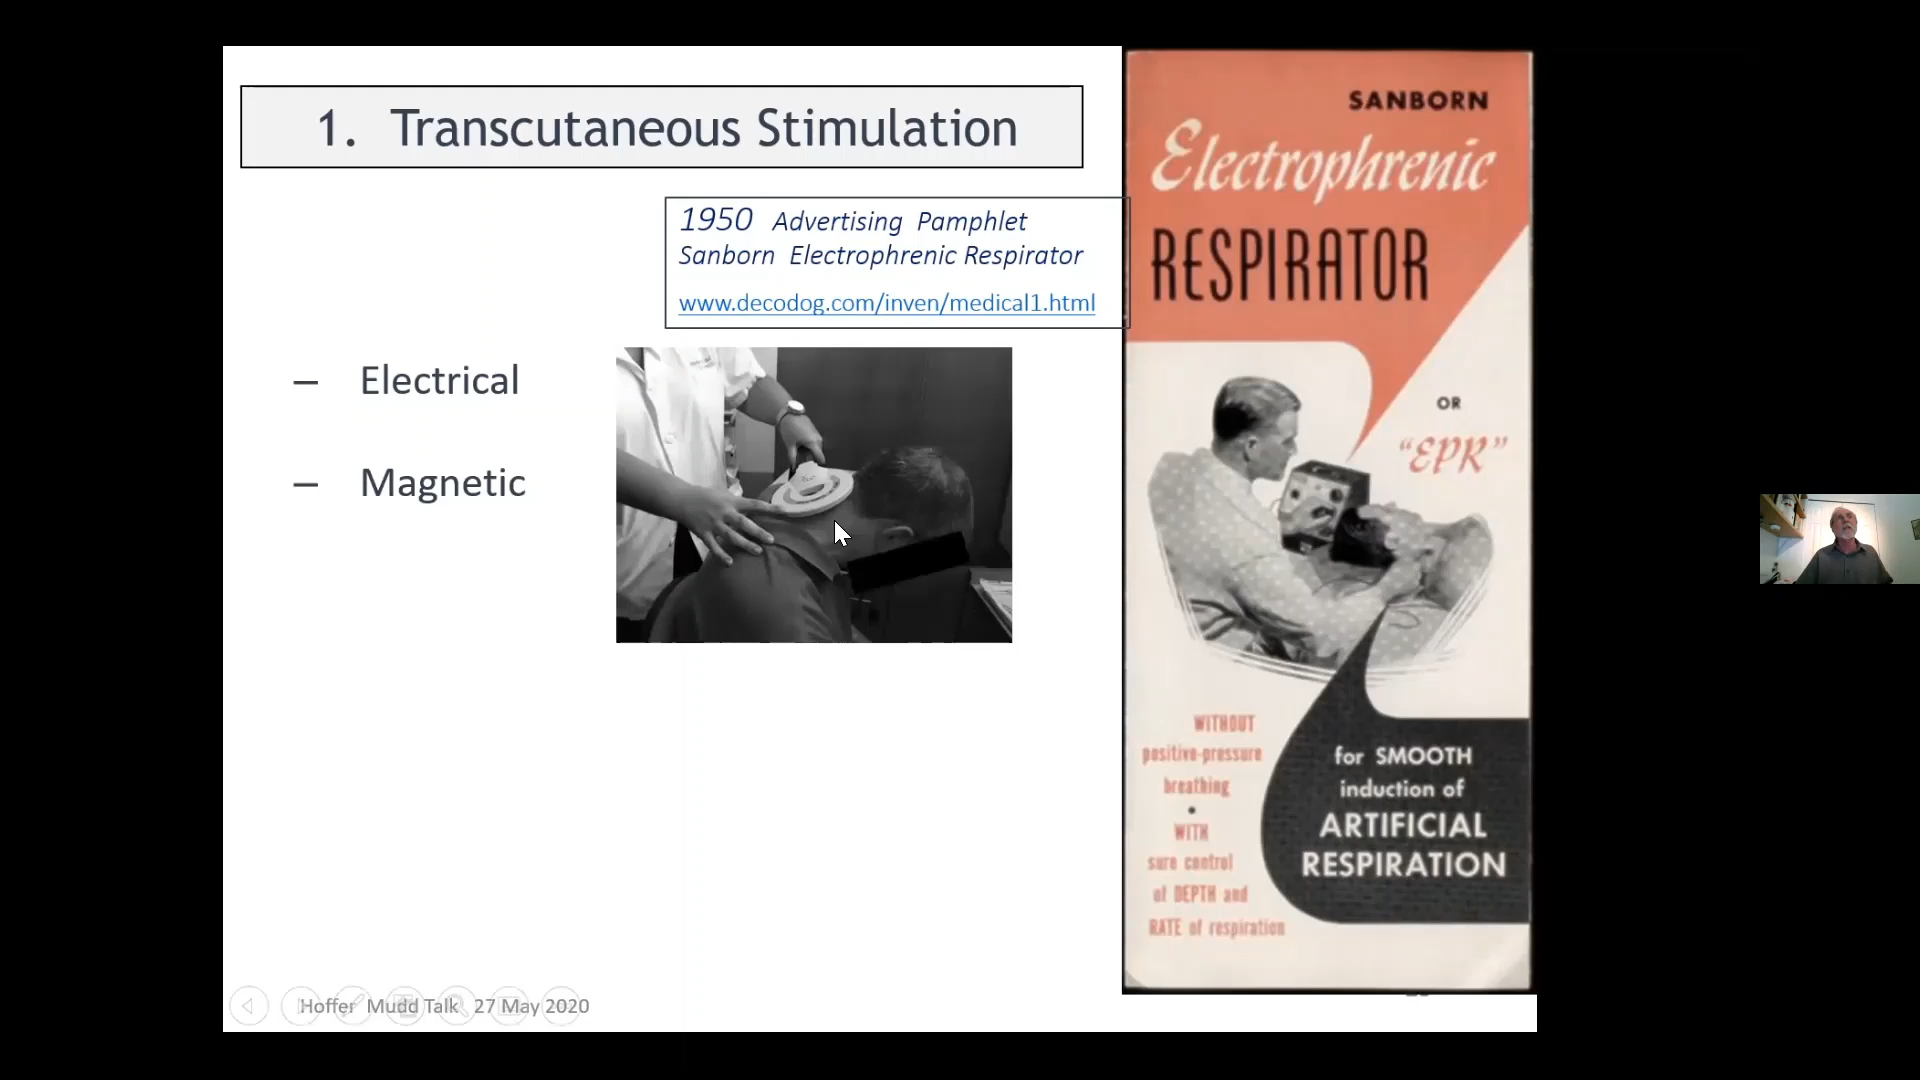 1. Transcutaneous Stimulation
1950 Advertising Pamphlet
Sanborn Electrophrenic Respirator
www.decodog.com/inven/medical1.html
– Electrical
– Magnetic
SANBORN
Electrophrenic
RESPIRATOR
OR
"EPR"
WITHOUT
positive-pressure
breathing
•
WITH
sure control
of DEPTH and
RATE of respiration
for SMOOTH
induction of
ARTIFICIAL
RESPIRATION
Hoffer Mudd Talk 27 May 2020